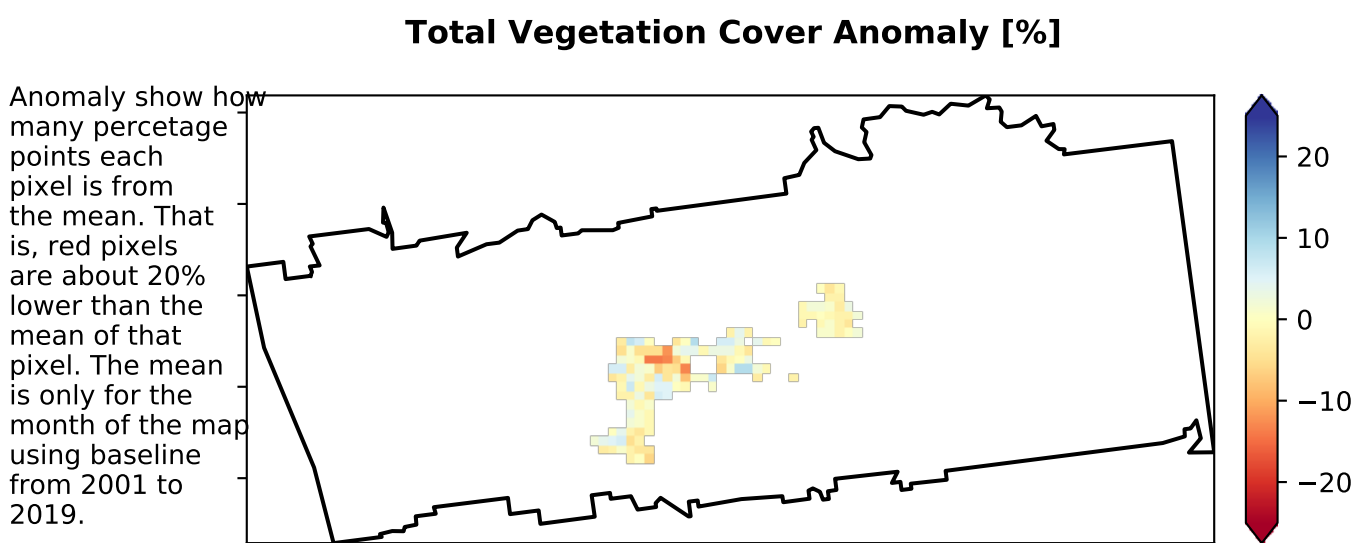 Total Vegetation Cover Anomaly [%]
Anomaly show how
many percetage
points each
pixel is from
the mean. That
is, red pixels
are about 20%
lower than the
mean of that
pixel. The mean
is only for the
month of the map
using baseline
from 2001 to
2019.
20
10
0
−10
−20